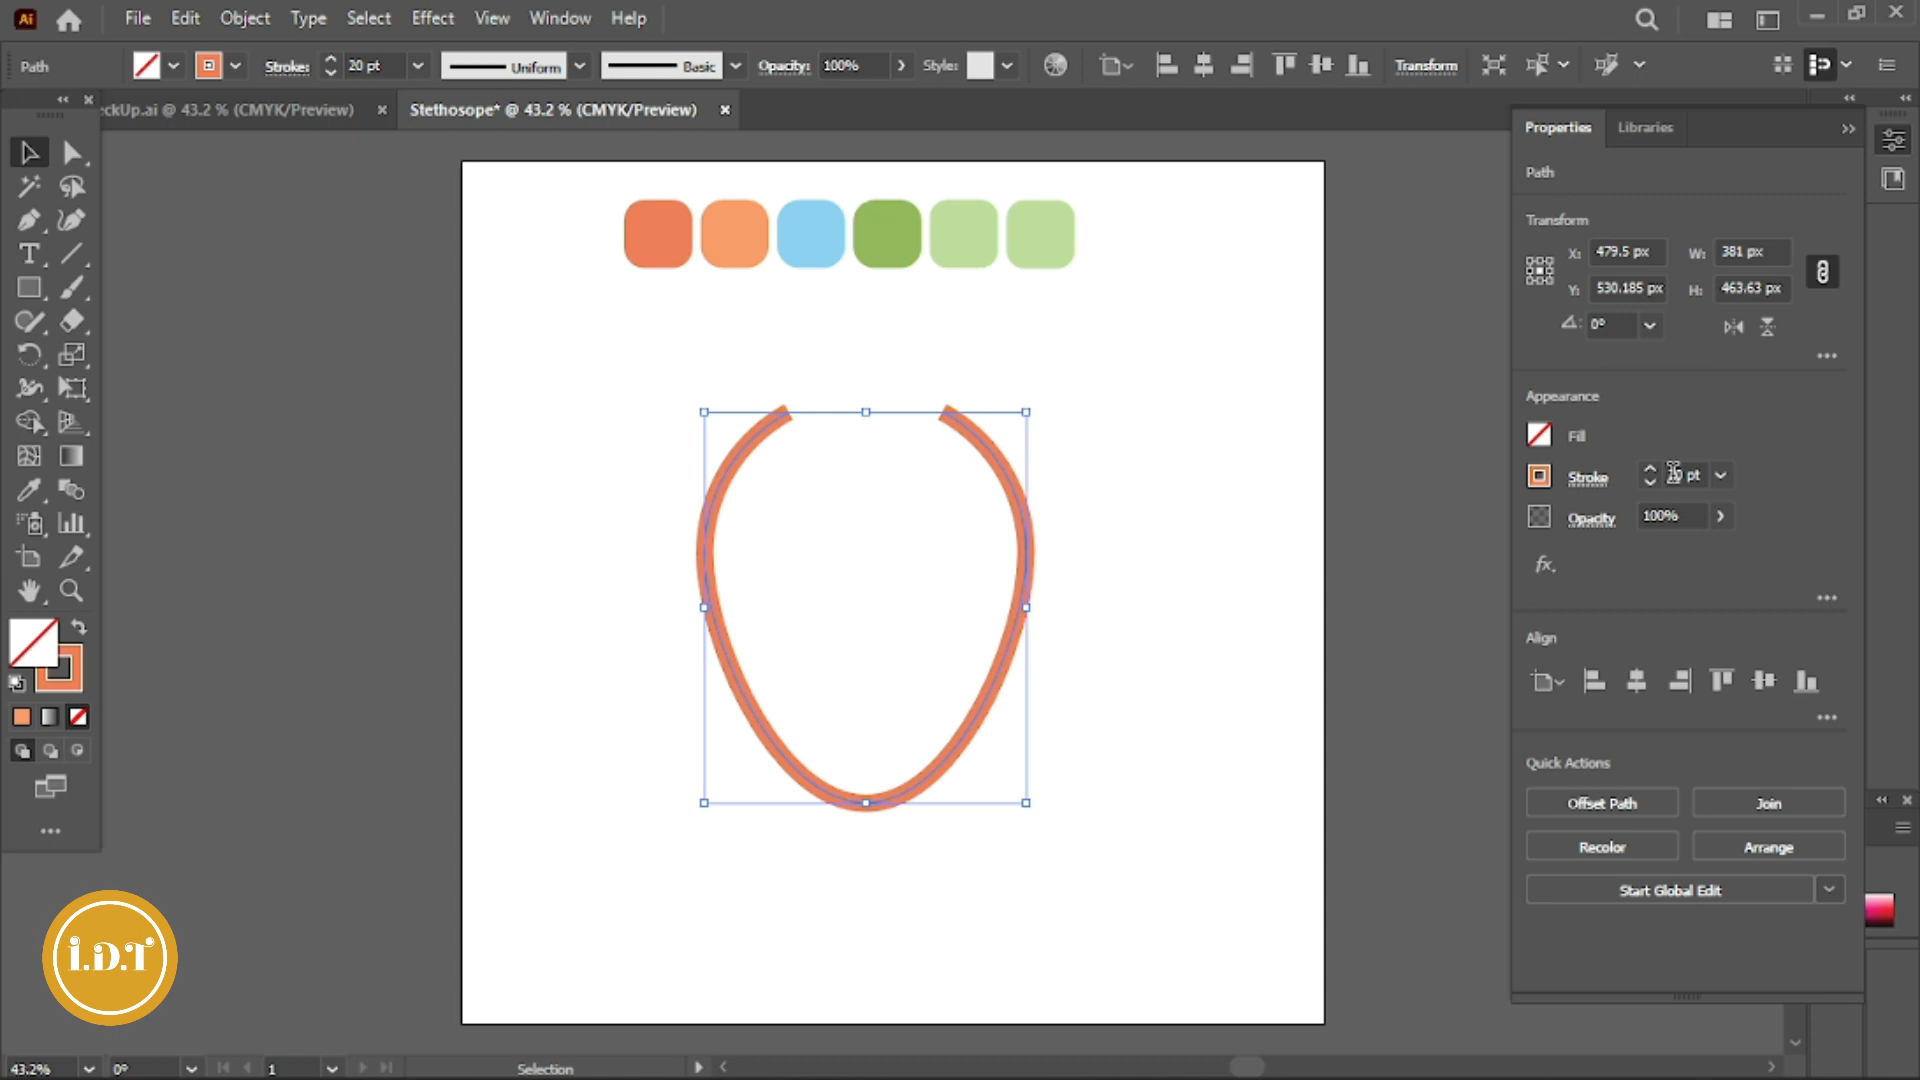 Ai File Edit Object Type Select Effect View Window Help
Path Stroke: 20 pt Uniform Basic Opacity: 100% Style: Transform
eckUp.ai @ 43.2 % (CMYK/Preview) Stethosope* @ 43.2 % (CMYK/Preview)
Properties Libraries
Path
Transform
X: 479.5 px W: 381 px
Y: 530.185 px H: 463.63 px
0°
Appearance
Fill
Stroke pt
Opacity 100%
fx.
Align
Quick Actions
Offset Path Join
Recolor Arrange
Start Global Edit
I.D.T
43.2% 0° 1 Selection